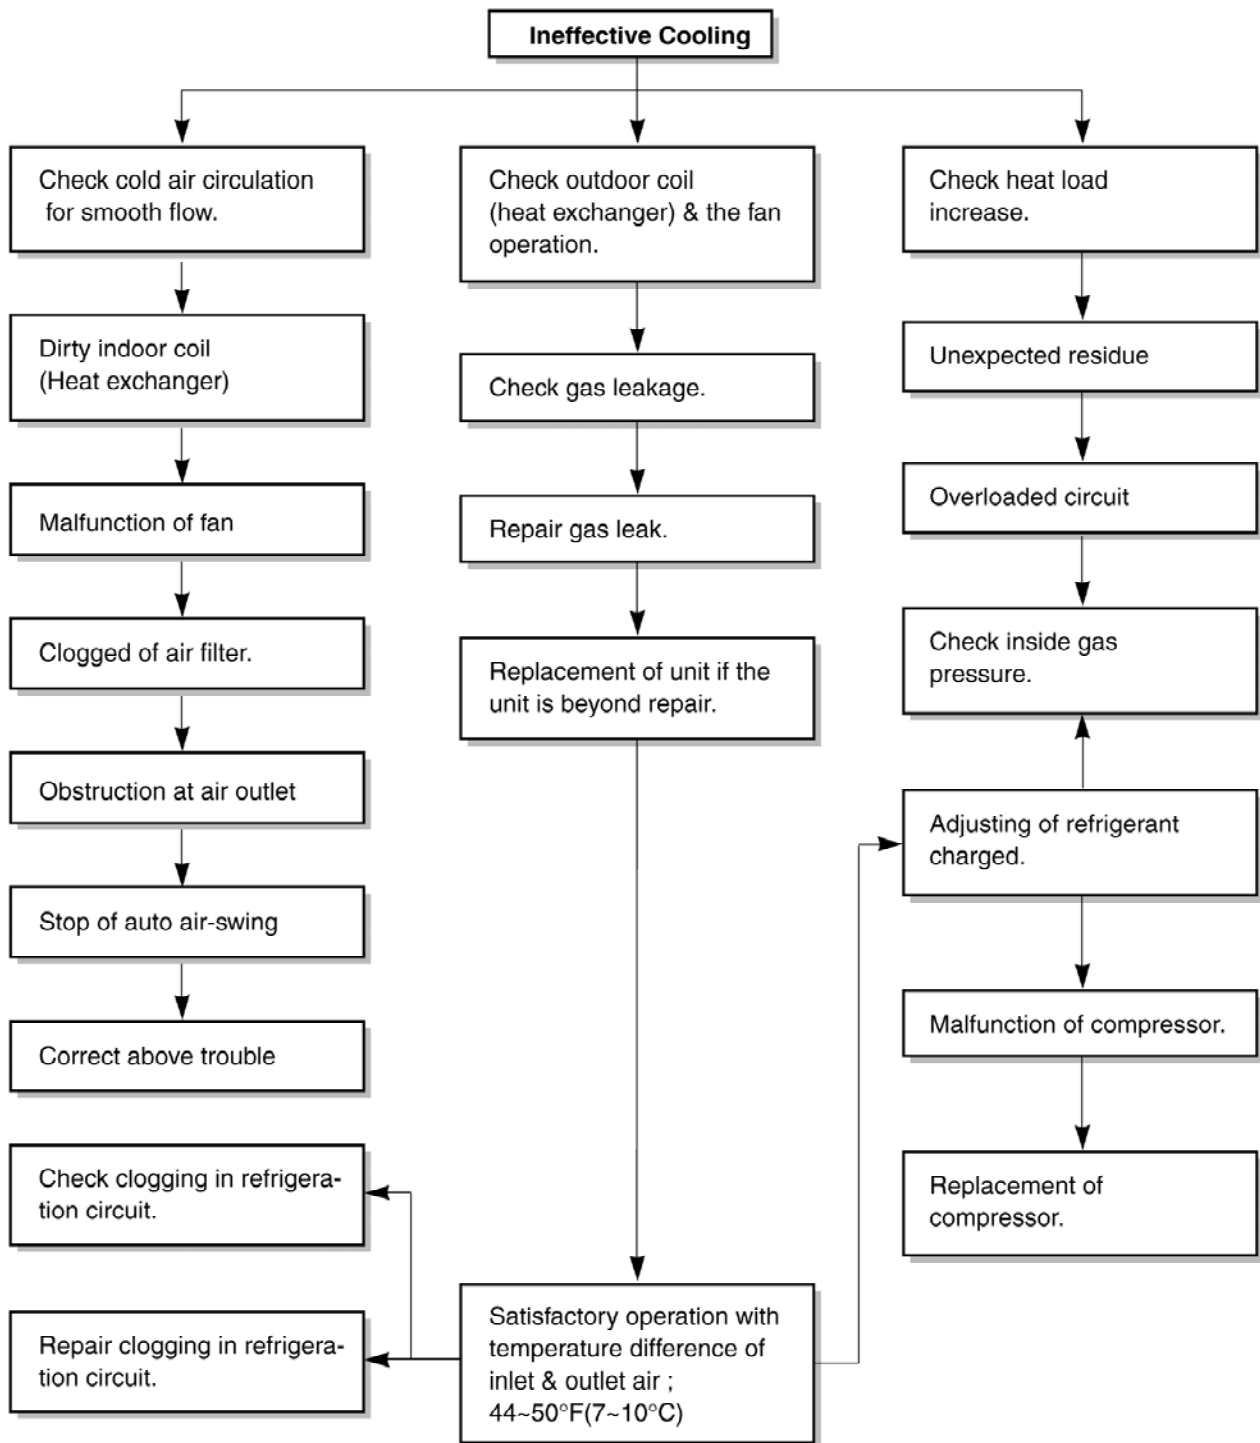 Ineffective Cooling
Check cold air circulation
for smooth flow.
Dirty indoor coil
(Heat exchanger)
Malfunction of fan
Clogged of air filter.
Obstruction at air outlet
Stop of auto air-swing
Correct above trouble
Check clogging in refrigera-
tion circuit.
Repair clogging in refrigera-
tion circuit.
Check outdoor coil
(heat exchanger) & the fan
operation.
Check gas leakage.
Repair gas leak.
Replacement of unit if the
unit is beyond repair.
Satisfactory operation with
temperature difference of
inlet & outlet air ;
44~50°F(7~10°C)
Check heat load
increase.
Unexpected residue
Overloaded circuit
Check inside gas
pressure.
Adjusting of refrigerant
charged.
Malfunction of compressor.
Replacement of
compressor.